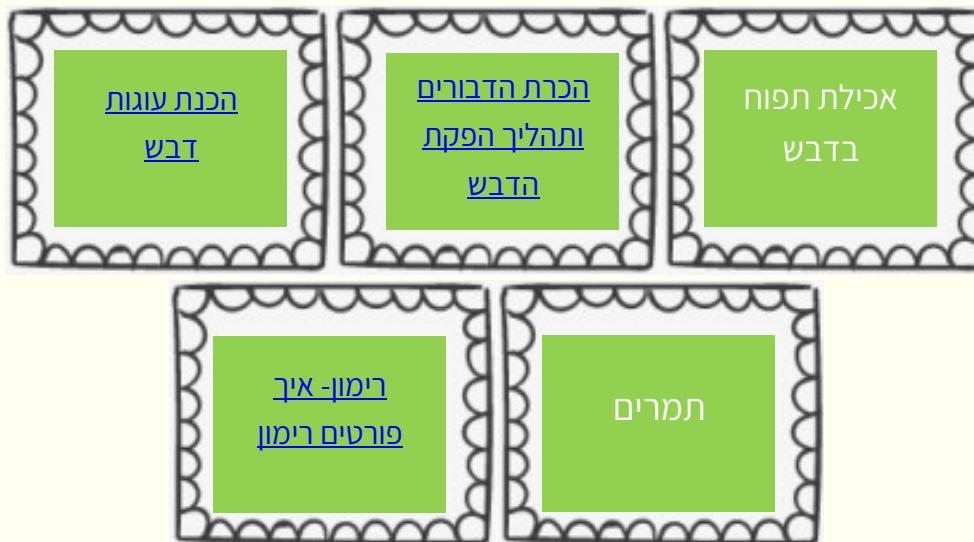 אכילת תפוח
בדבש
הכרת הדבורים
ותהליך הפקת
הדבש
הכנת עוגות
דבש
תמרים
רימון- איך
פורטים רימון